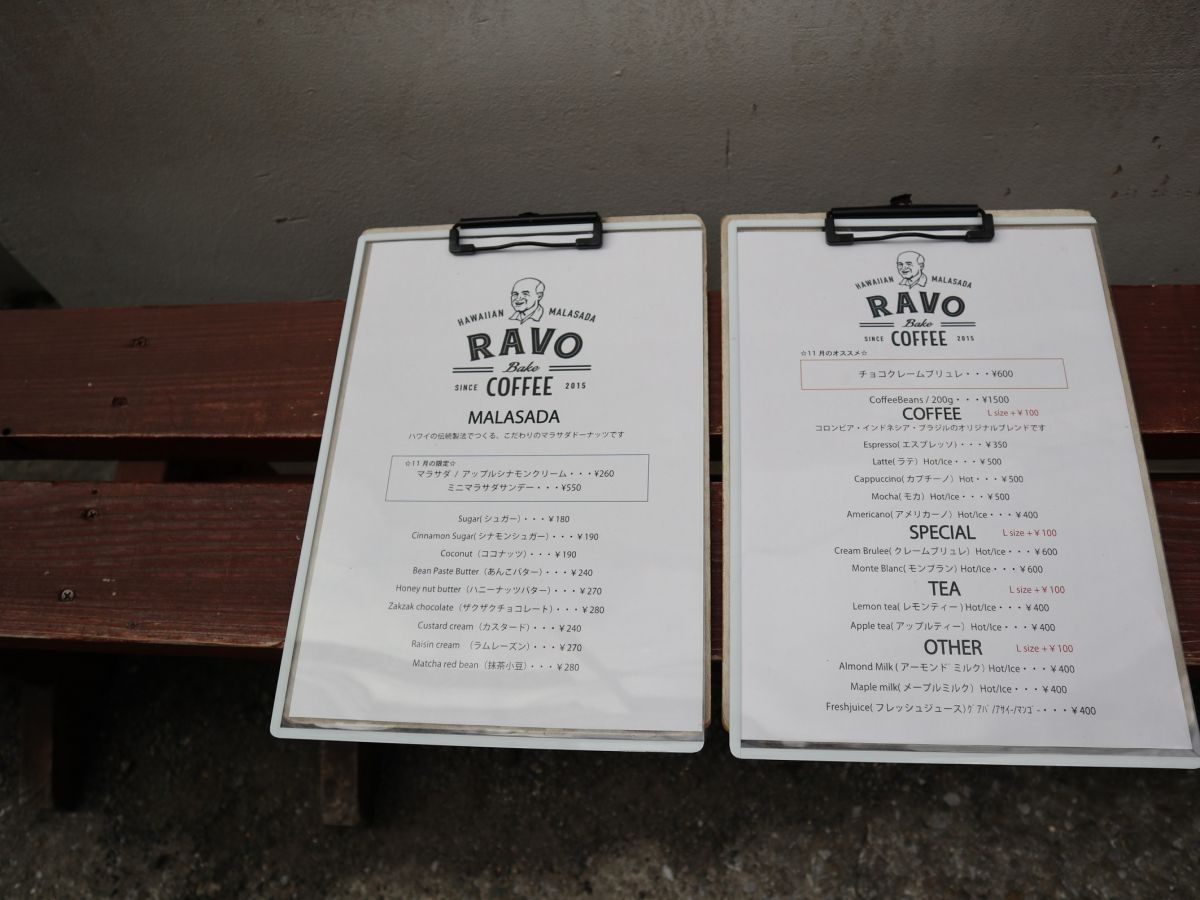 HAWAIIAN MALASADA
RAVO
Bake
SINCE COFFEE 2015
MALASADA
ハワイの伝統製法でつくる、こだわりのマラサダドーナッツです
☆11月の限定☆
マラサダ / アップルシナモンクリーム・・・¥260
ミニマラサダサンデー・・・¥550
Sugar(シュガー)・・・¥180
Cinnamon Sugar(シナモンシュガー)・・・¥190
Coconut(ココナッツ)・・・¥190
Bean Paste Butter(あんこバター)・・・¥240
Honey nut butter(ハニーナッツバター)・・・¥270
Zakzak chocolate(ザクザクチョコレート)・・・¥280
Custard cream(カスタード)・・・¥240
Raisin cream (ラムレーズン)・・・¥270
Matcha red bean(抹茶小豆)・・・¥280
HAWAIIAN MALASADA
RAVO
Bake
SINCE COFFEE 2015
☆11月のオススメ☆
チョコクレームブリュレ・・・¥600
CoffeeBeans / 200g・・・¥1500
COFFEE L size +¥100
コロンビア・インドネシア・ブラジルのオリジナルブレンドです
Espresso(エスプレッソ)・・・¥350
Latte(ラテ) Hot/Ice・・・¥500
Cappuccino(カプチーノ) Hot・・・¥500
Mocha(モカ) Hot/Ice・・・¥500
Americano(アメリカーノ) Hot/Ice・・・¥400
SPECIAL L size +¥100
Cream Brulee(クレームブリュレ) Hot/Ice・・・¥600
Monte Blanc(モンブラン) Hot/Ice・・・¥600
TEA L size +¥100
Lemon tea(レモンティー) Hot/Ice・・・¥400
Apple tea(アップルティー) Hot/Ice・・・¥400
OTHER L size +¥100
Almond Milk(アーモンドミルク) Hot/Ice・・・¥400
Maple milk(メープルミルク) Hot/Ice・・・¥400
Freshjuice(フレッシュジュース)グアバ/アサイー/マンゴー・・・¥400